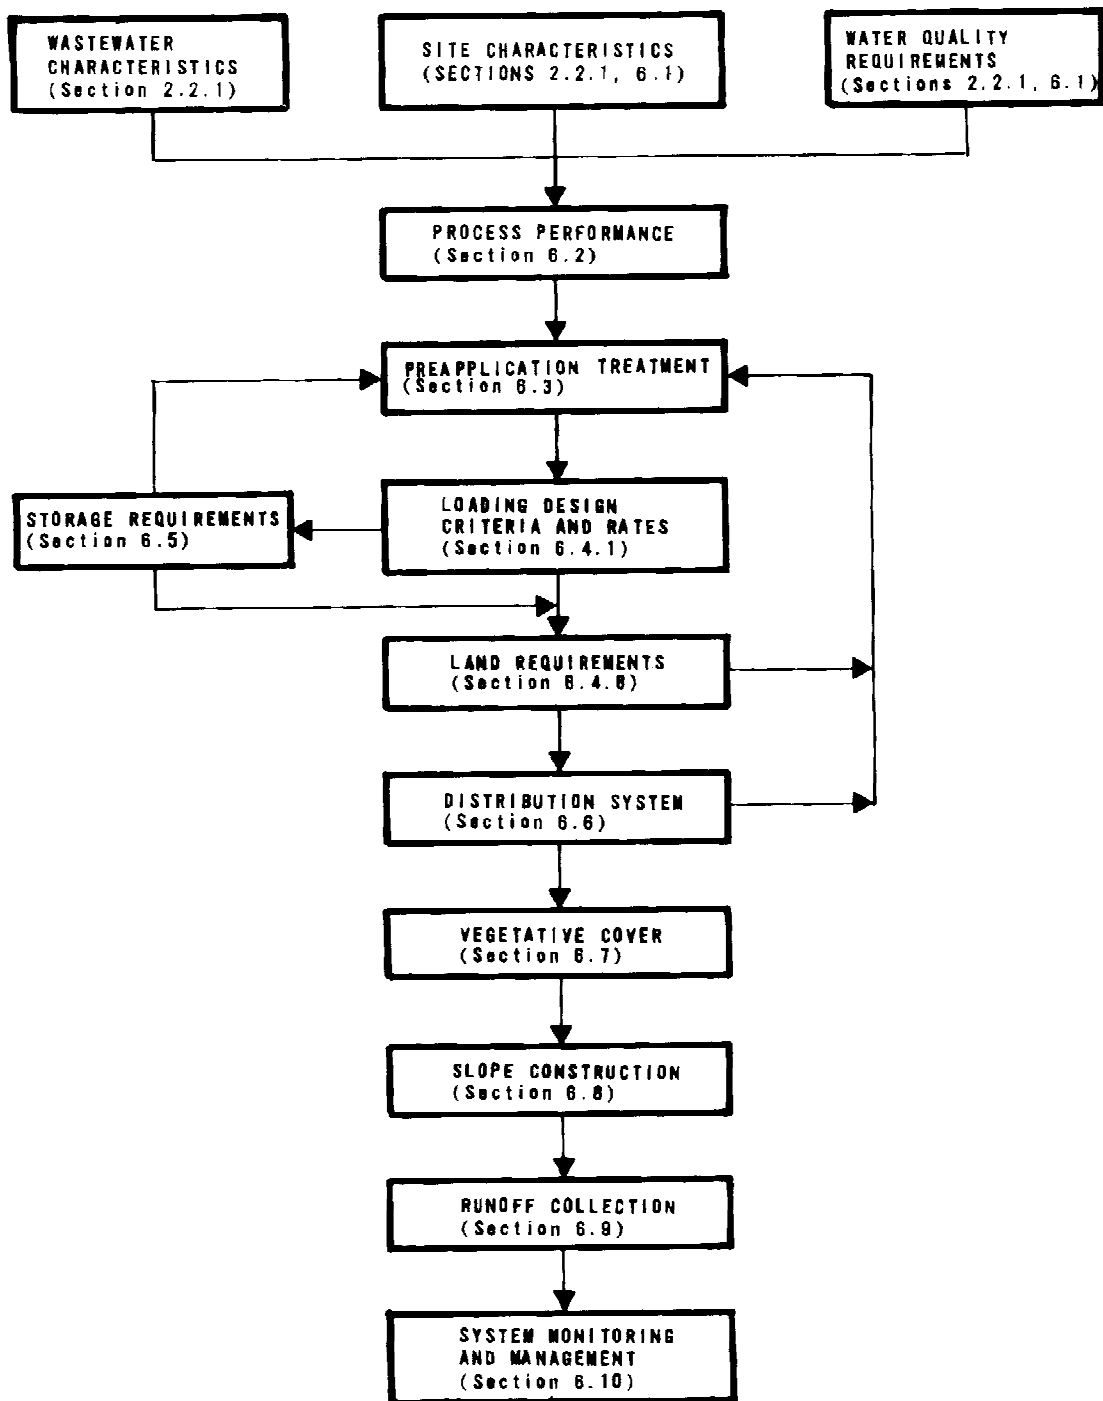 WASTEWATER
CHARACTERISTICS
(Section 2.2.1)
SITE CHARACTERISTICS
(SECTIONS 2.2.1, 6.1)
WATER QUALITY
REQUIREMENTS
(Sections 2.2.1, 6.1)
PROCESS PERFORMANCE
(Section 6.2)
PREAPPLICATION TREATMENT
(Section 6.3)
STORAGE REQUIREMENTS
(Section 6.5)
LOADING DESIGN
CRITERIA AND RATES
(Section 6.4.1)
LAND REQUIREMENTS
(Section 6.4.6)
DISTRIBUTION SYSTEM
(Section 6.6)
VEGETATIVE COVER
(Section 6.7)
SLOPE CONSTRUCTION
(Section 6.8)
RUNOFF COLLECTION
(Section 6.9)
SYSTEM MONITORING
AND MANAGEMENT
(Section 6.10)